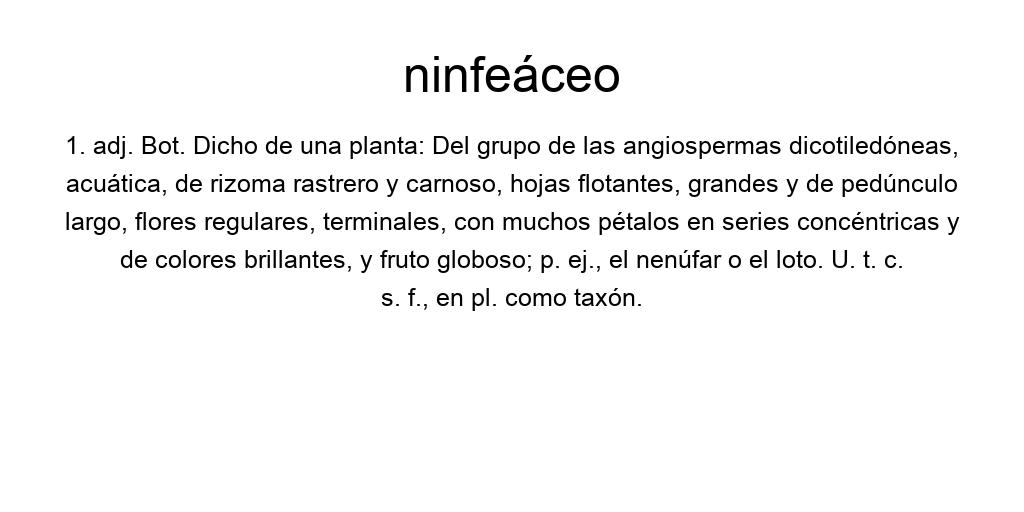 ninfeáceo
1. adj. Bot. Dicho de una planta: Del grupo de las angiospermas dicotiledóneas,
acuática, de rizoma rastrero y carnoso, hojas flotantes, grandes y de pedúnculo
largo, flores regulares, terminales, con muchos pétalos en series concéntricas y
de colores brillantes, y fruto globoso; p. ej., el nenúfar o el loto. U. t. c.
s. f., en pl. como taxón.